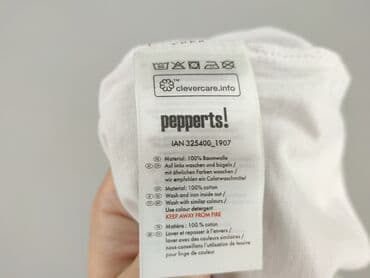 clevercare.info
pepperts!
IAN 325400_1907
Material: 100% Baumwolle
Auf links waschen und bügeln /
mit ähnlichen Farben waschen /
wir empfehlen ein Colorwaschmittel
Material: 100% cotton
Wash and iron inside out /
Wash with similar colours /
Use colour detergent
KEEP AWAY FROM FIRE
Matière: 100 % coton
Laver et repasser à l'envers /
laver avec des couleurs similaires /
nous conseillons l'utilisation de lessive
pour linge de couleur